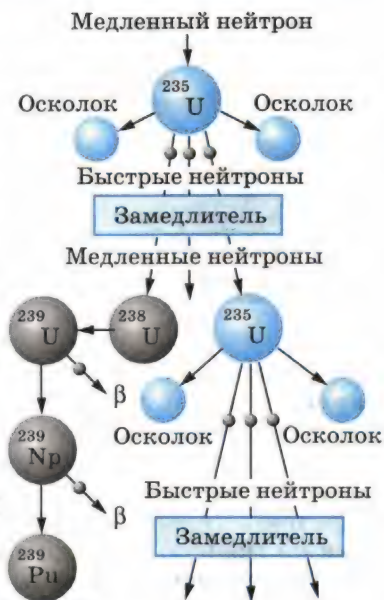 Медленный нейтрон
235
U
Осколок Осколок
Быстрые нейтроны
Замедлитель
Медленные нейтроны
239 238 235
U U U
β
Осколок Осколок
239
Np
β
Быстрые нейтроны
Замедлитель
239
Pu